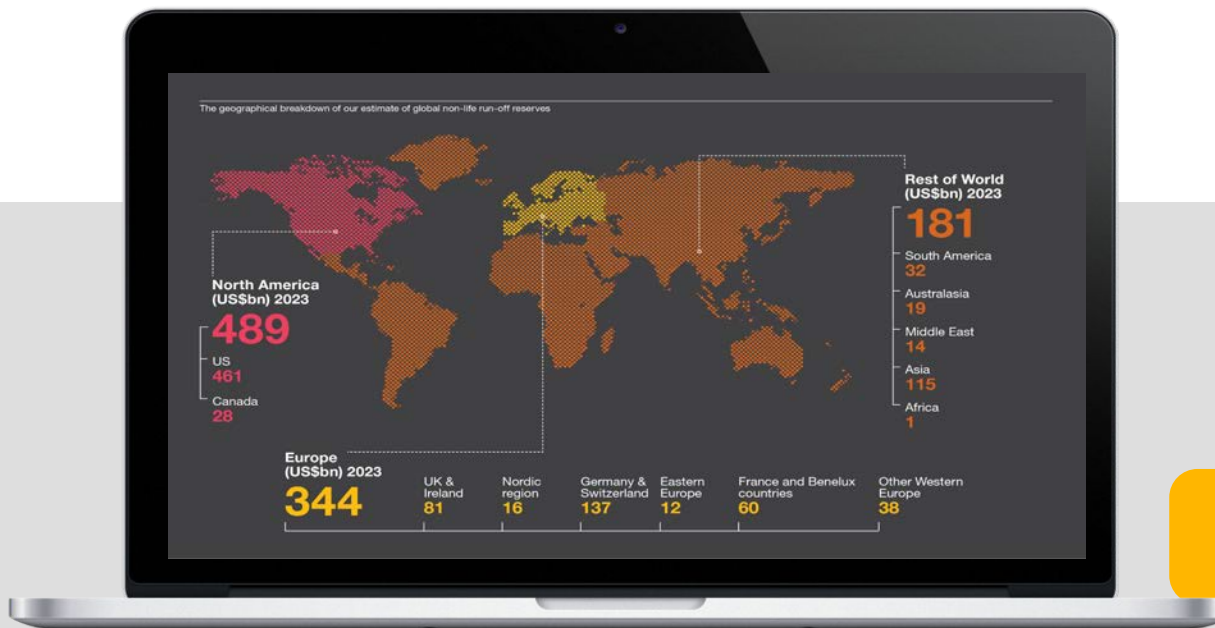 The geographical breakdown of our estimate of global non-life run-off reserves
North America
(US$bn) 2023
489
US
461
Canada
28
Rest of World
(US$bn) 2023
181
South America
32
Australasia
19
Middle East
14
Asia
115
Africa
1
Europe
(US$bn) 2023
344
UK &
Ireland
81
Nordic
region
16
Germany &
Switzerland
137
Eastern
Europe
12
France and Benelux
countries
60
Other Western
Europe
38